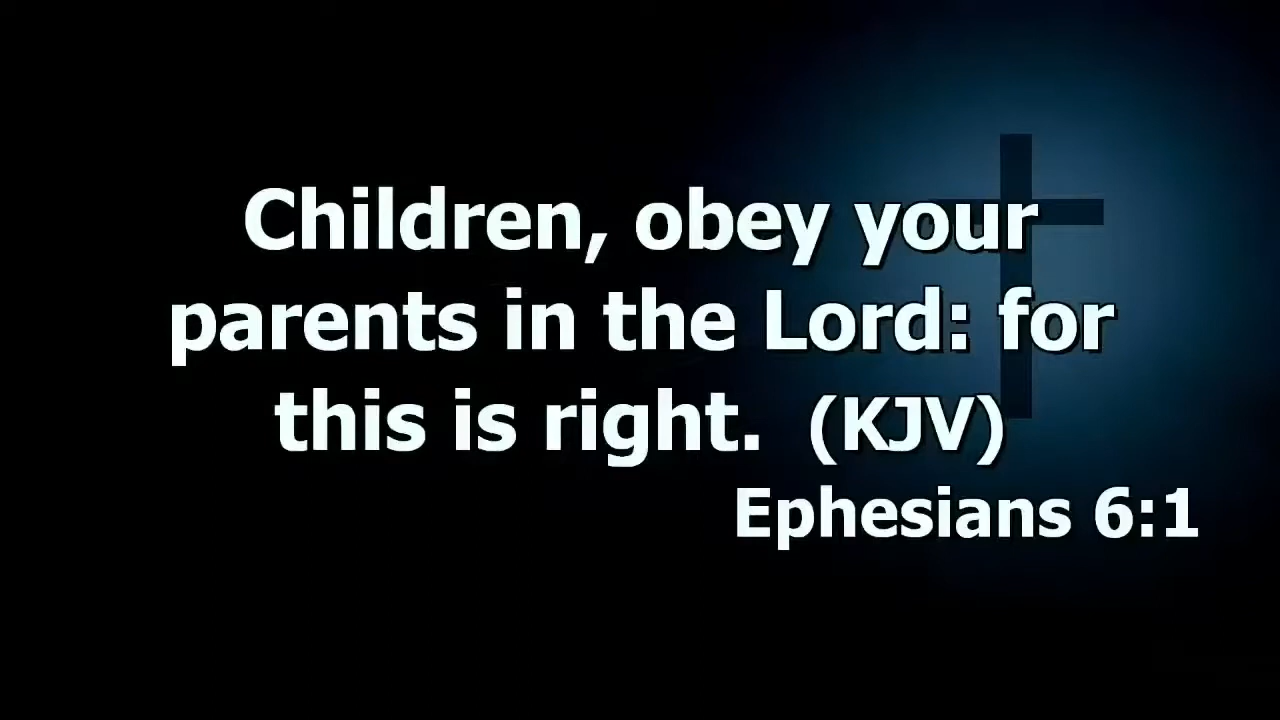 Children, obey your
parents in the Lord: for
this is right. (KJV)
Ephesians 6:1